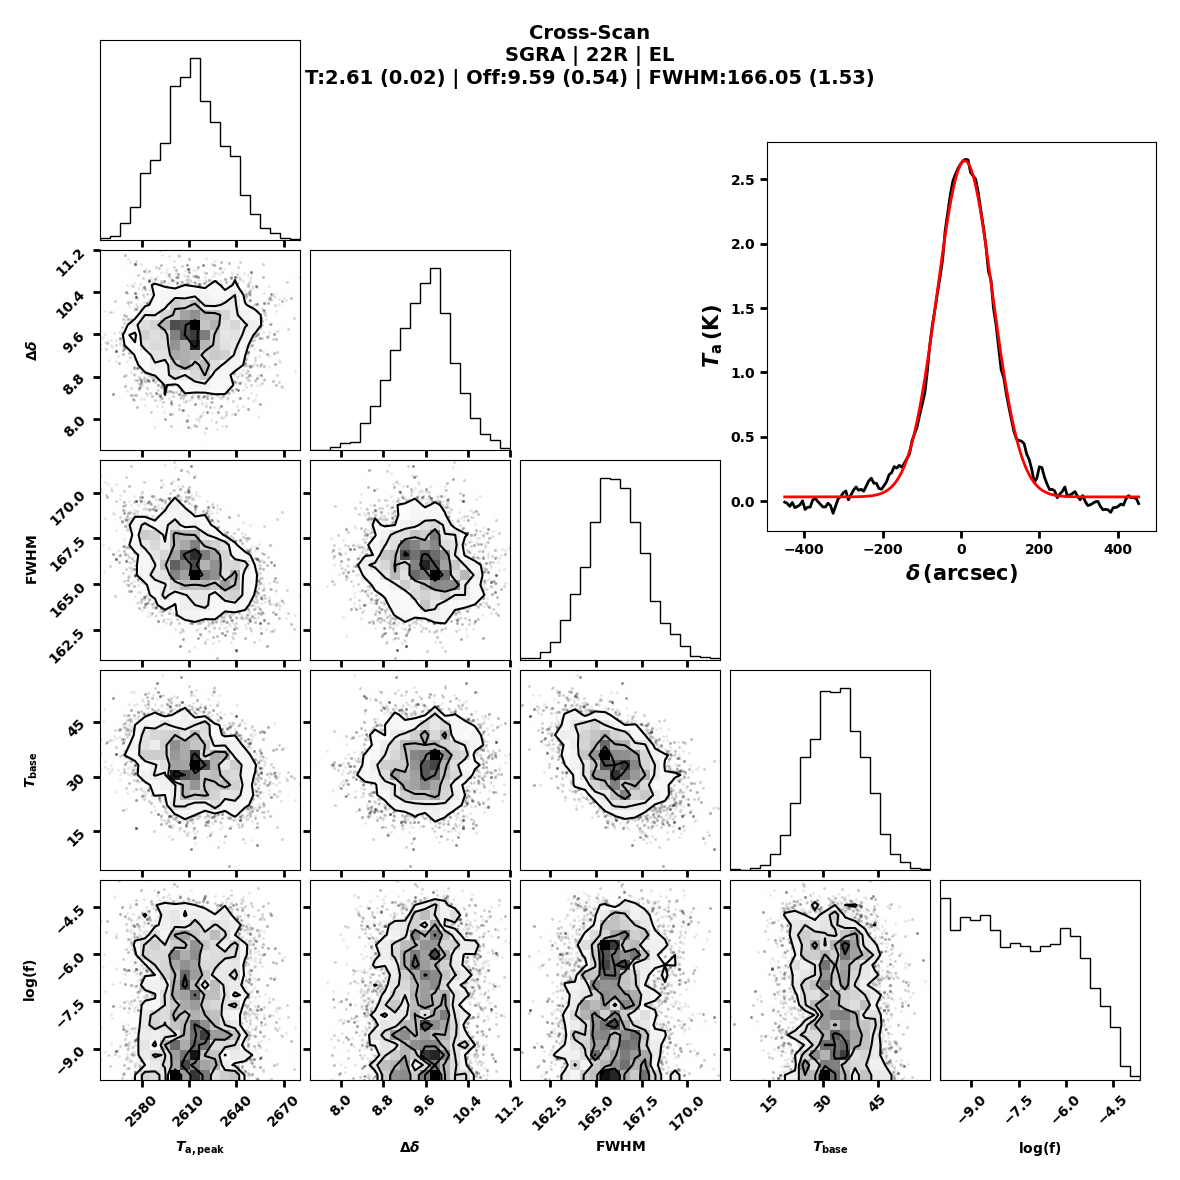 Cross-Scan
SGRA | 22R | EL
T:2.61 (0.02) | Off:9.59 (0.54) | FWHM:166.05 (1.53)
2.5
2.0
1.5
1.0
0.5
0.0
Ta (K)
−400 −200 0 200 400
δ (arcsec)
11.2
10.4
9.6
8.8
8.0
Δδ
170.0
167.5
165.0
162.5
FWHM
45
30
15
Tbase
−4.5
−6.0
−7.5
−9.0
log(f)
2580 2610 2640 2670
8.0 8.8 9.6 10.4 11.2
162.5 165.0 167.5 170.0
15 30 45
−9.0 −7.5 −6.0 −4.5
Ta,peak
Δδ
FWHM
Tbase
log(f)